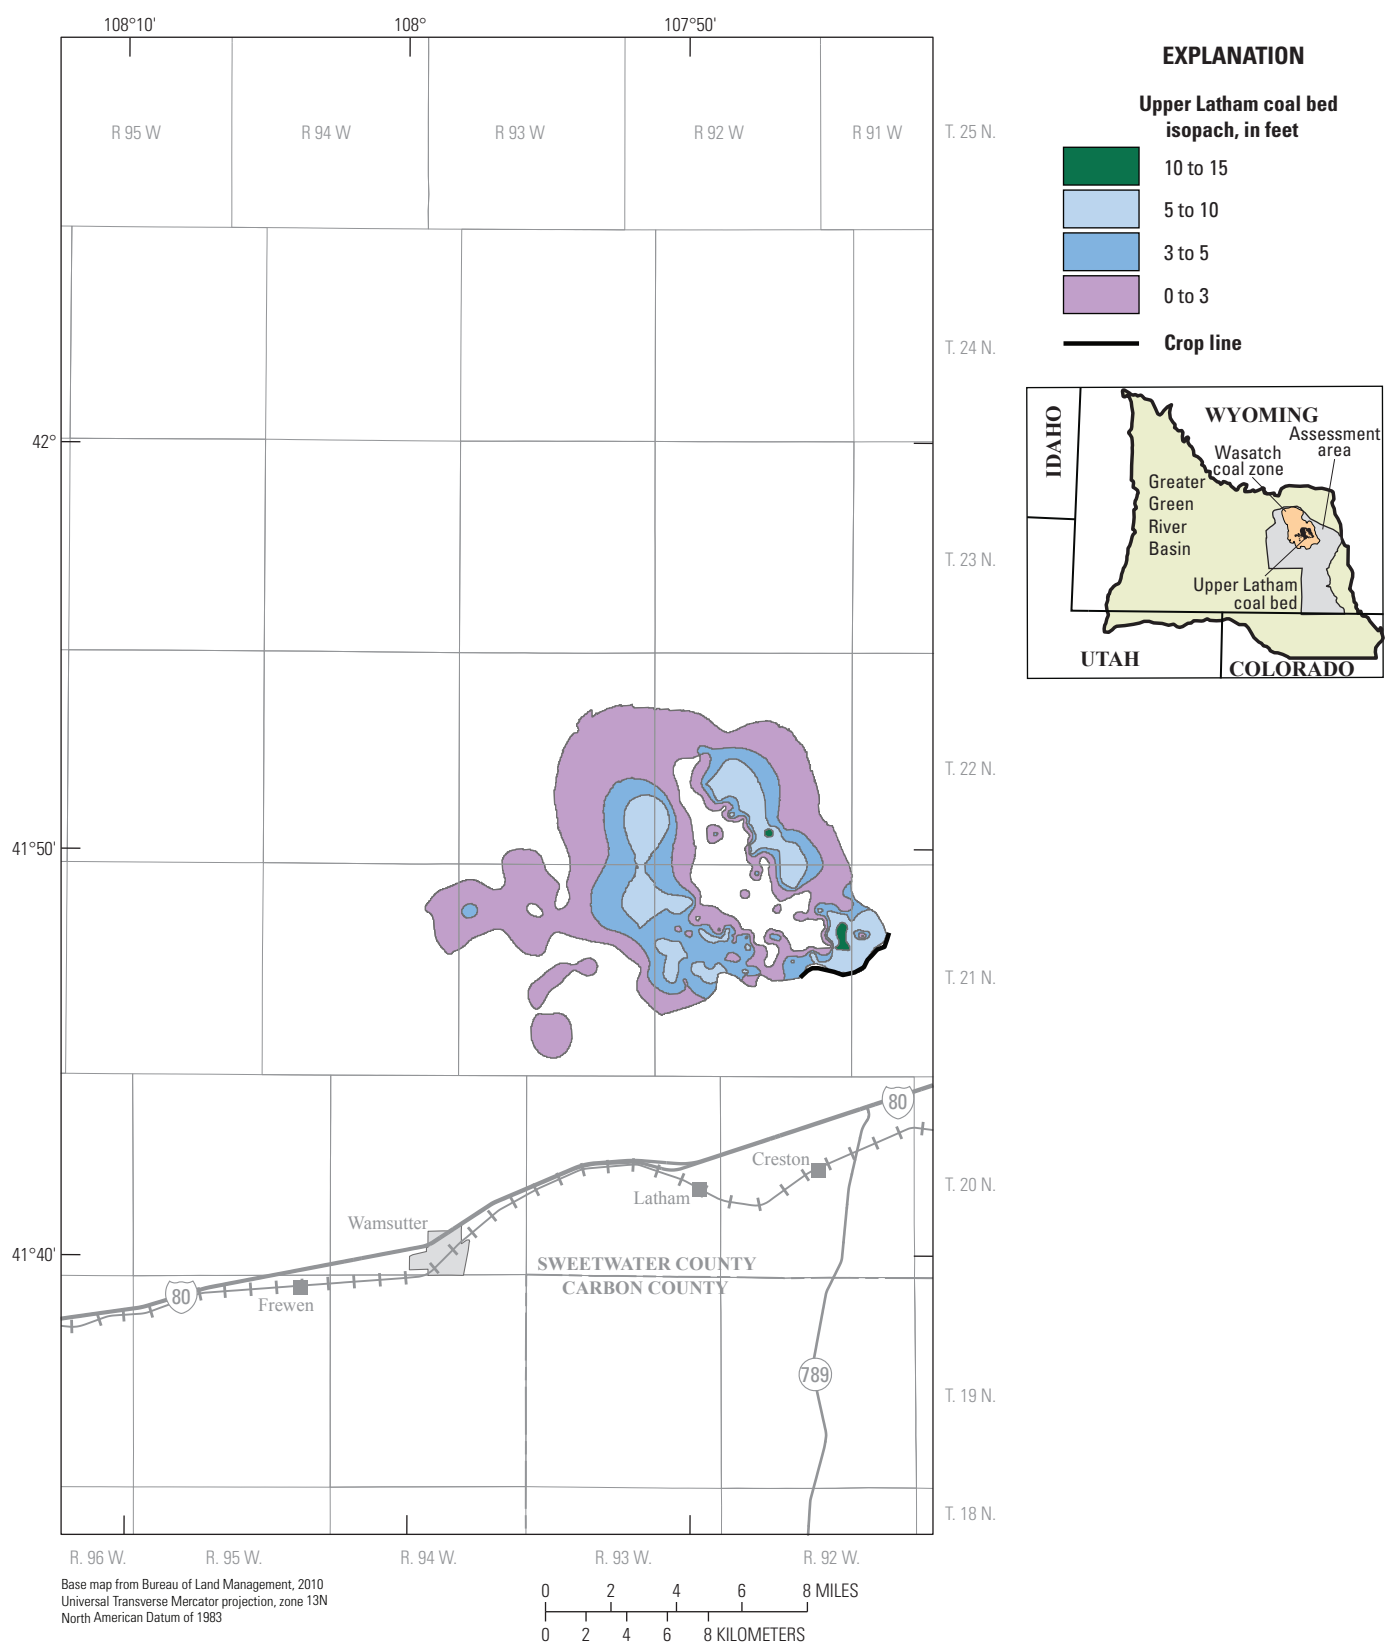 108°10'
108°
107°50'
R 95 W
R 94 W
R 93 W
R 92 W
R 91 W
T. 25 N.
T. 24 N.
42°
T. 23 N.
T. 22 N.
41°50'
T. 21 N.
80
Creston
Latham
T. 20 N.
Wamsutter
41°40'
SWEETWATER COUNTY
CARBON COUNTY
80
Frewen
789
T. 19 N.
T. 18 N.
R. 96 W.
R. 95 W.
R. 94 W.
R. 93 W.
R. 92 W.
Base map from Bureau of Land Management, 2010
Universal Transverse Mercator projection, zone 13N
North American Datum of 1983
0 2 4 6 8 MILES
0 2 4 6 8 KILOMETERS
EXPLANATION
Upper Latham coal bed
isopach, in feet
10 to 15
5 to 10
3 to 5
0 to 3
Crop line
IDAHO
WYOMING
Assessment
area
Wasatch
coal zone
Greater
Green
River
Basin
Upper Latham
coal bed
UTAH
COLORADO